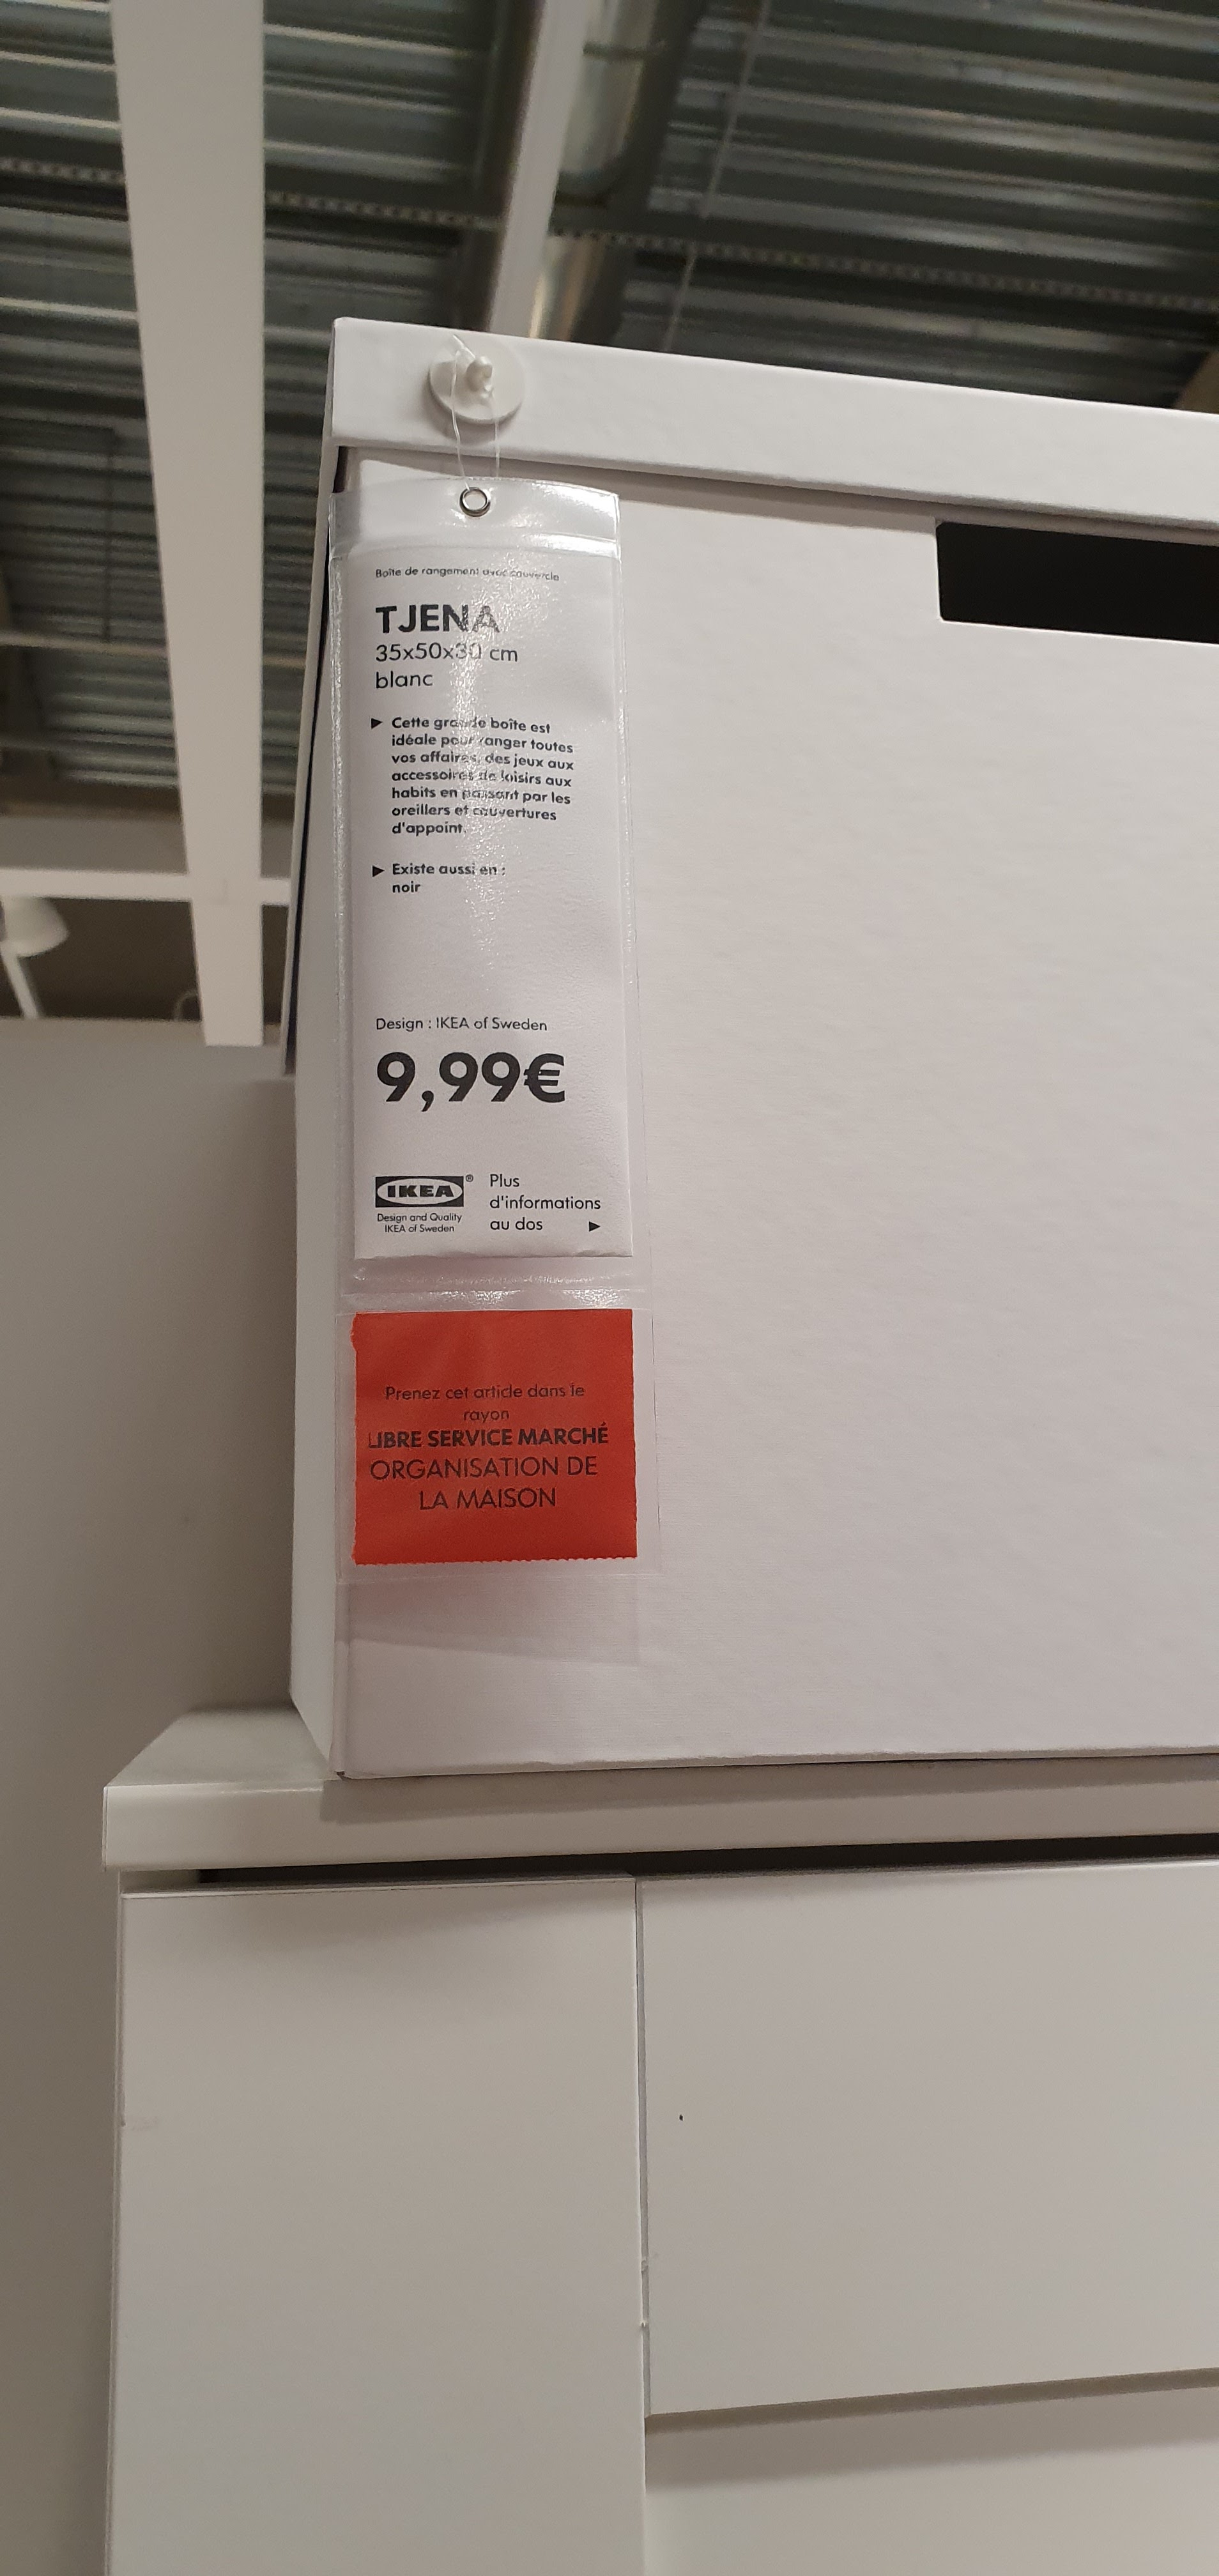 Boîte de rangement avec couvercle
TJENA
35x50x30 cm
blanc
► Cette grande boîte est
idéale pour ranger toutes
vos affaires, des jeux aux
accessoires de loisirs aux
habits en passant par les
oreillers et couvertures
d'appoint.
► Existe aussi en :
noir
Design : IKEA of Sweden
9,99€
IKEA®
Design and Quality
IKEA of Sweden
Plus
d'informations
au dos ►
Prenez cet article dans le
rayon
LIBRE SERVICE MARCHÉ
ORGANISATION DE
LA MAISON